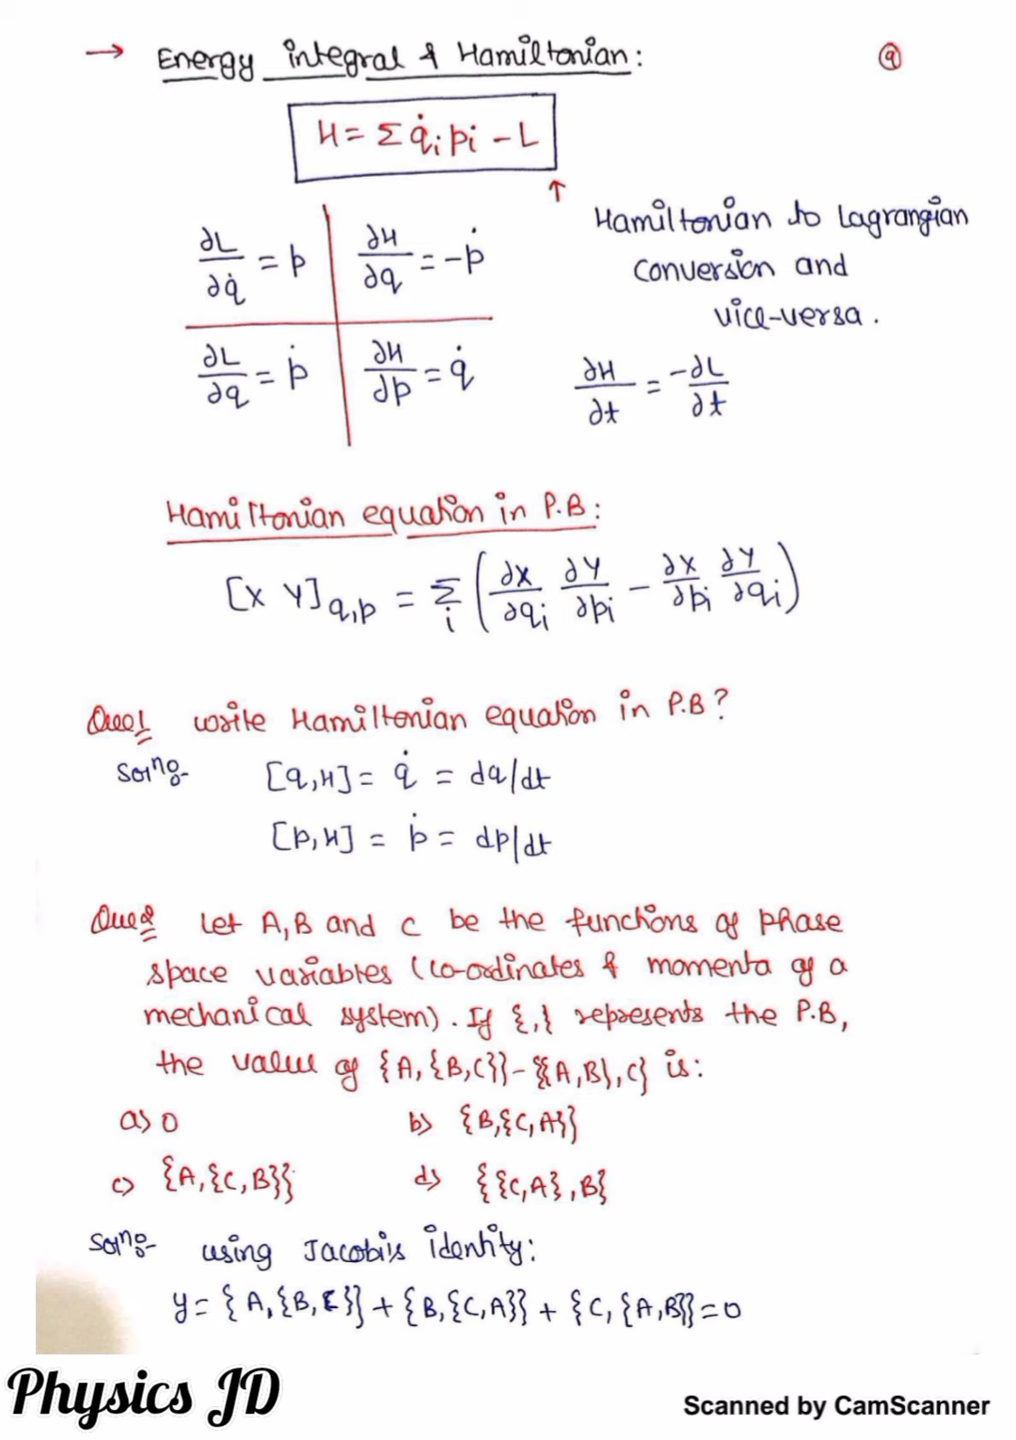 → Energy integral & Hamiltonian: ⑨
H = Σ q̇ᵢ pᵢ - L
↑
Hamiltonian to Lagrangian
conversion and
vice-versa.
∂L/∂q̇ = p | ∂H/∂q = -ṗ
∂L/∂q = ṗ | ∂H/∂p = q̇
∂H/∂t = -∂L/∂t
Hamiltonian equation in P.B:
[X Y]q,p = Σᵢ (∂X/∂qᵢ ∂Y/∂pᵢ - ∂X/∂pᵢ ∂Y/∂qᵢ)
Que1 write Hamiltonian equation in P.B?
Solⁿ:- [q,H] = q̇ = dq/dt
[p,H] = ṗ = dp/dt
Que2 Let A,B and C be the functions of phase
space variables (co-ordinates & momenta of a
mechanical system). If {,} represents the P.B,
the value of {A,{B,C}} - {{A,B},C} is:
a) 0 b) {B,{C,A}}
c) {A,{C,B}} d) {{C,A},B}
Solⁿ:- using Jacobi's identity:
y = {A,{B,C}} + {B,{C,A}} + {C,{A,B}} = 0
Physics JD
Scanned by CamScanner